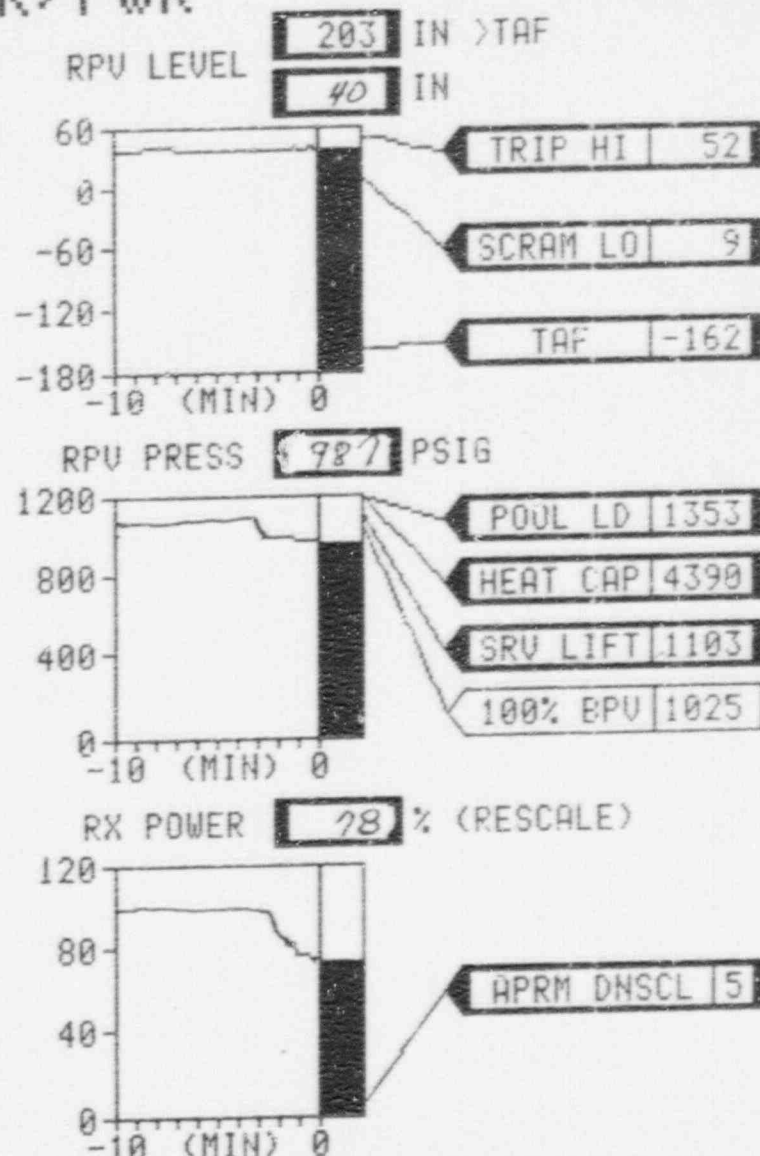 203 IN >TAF
RPV LEVEL
40 IN
60
0
-60
-120
-180
-10 (MIN) 0
TRIP HI 52
SCRAM LO 9
TAF -162
RPV PRESS 987 PSIG
1200
800
400
0
-10 (MIN) 0
POOL LD 1353
HEAT CAP 4390
SRV LIFT 1103
100% BPV 1025
RX POWER 78 % (RESCALE)
120
80
40
0
-10 (MIN) 0
APRM DNSCL 5